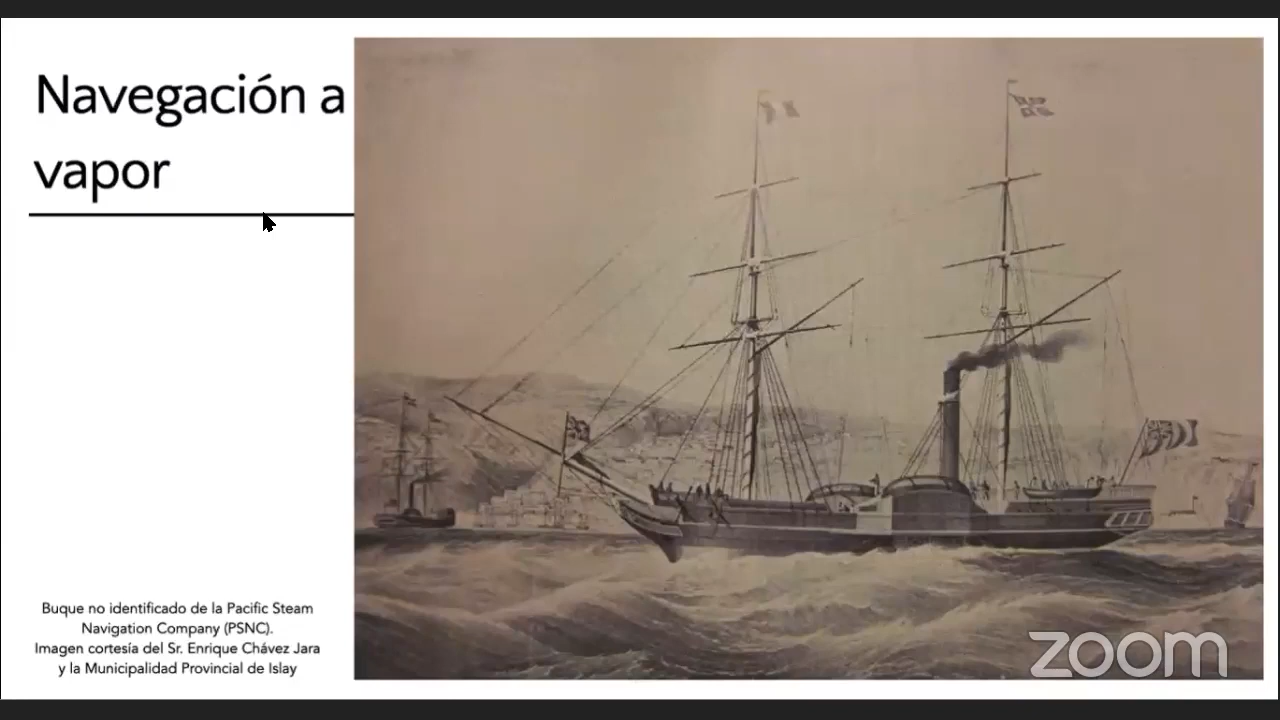 Navegación a
vapor
Buque no identificado de la Pacific Steam
Navigation Company (PSNC).
Imagen cortesía del Sr. Enrique Chávez Jara
y la Municipalidad Provincial de Islay
zoom